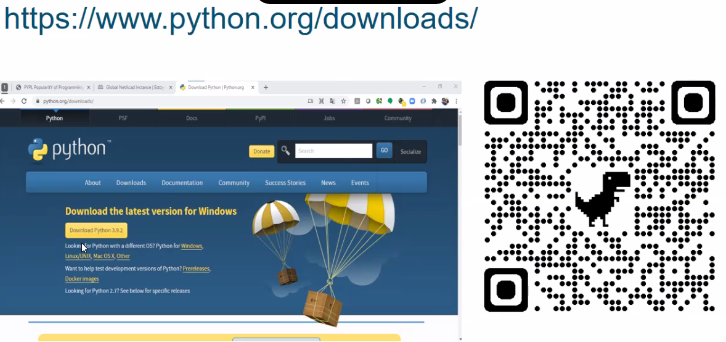 https://www.python.org/downloads/
PYPL PopularitY of Programmin
Global NetAcad Instance (Easy
Download Python | Python.org
python.org/downloads/
Python PSF Docs PyPI Jobs Community
python™
Donate Search GO Socialize
About Downloads Documentation Community Success Stories News Events
Download the latest version for Windows
Download Python 3.9.2
Looking for Python with a different OS? Python for Windows,
Linux/UNIX, Mac OS X, Other
Want to help test development versions of Python? Prereleases,
Docker images
Looking for Python 2.7? See below for specific releases